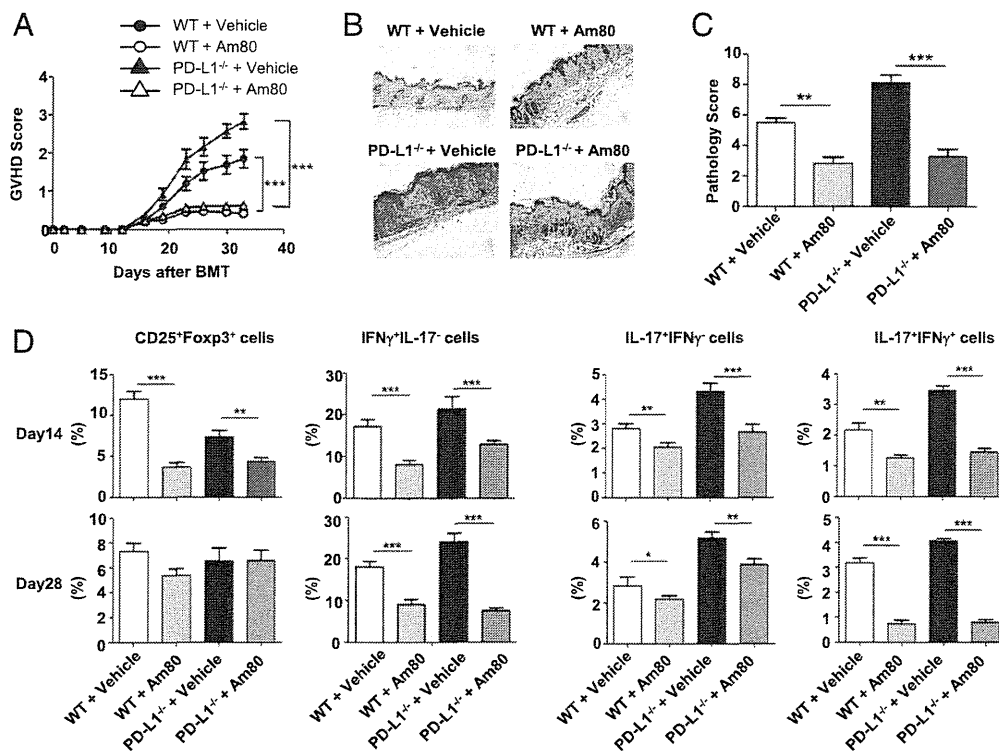 A
WT + Vehicle
WT + Am80
PD-L1-/- + Vehicle
PD-L1-/- + Am80
GVHD Score
4
3
2
1
0
0 10 20 30 40
Days after BMT
***
***
B
WT + Vehicle
WT + Am80
PD-L1-/- + Vehicle
PD-L1-/- + Am80
C
Pathology Score
10
8
6
4
2
0
**
***
WT + Vehicle
WT + Am80
PD-L1-/- + Vehicle
PD-L1-/- + Am80
D
CD25+Foxp3+ cells
IFNγ+IL-17- cells
IL-17+IFNγ- cells
IL-17+IFNγ+ cells
Day14
(%)
15
10
5
0
***
**
(%)
30
20
10
0
***
***
(%)
5
4
3
2
1
0
**
***
(%)
4
3
2
1
0
**
***
Day28
(%)
10
8
6
4
2
0
(%)
30
20
10
0
***
***
(%)
6
4
2
0
*
**
(%)
5
4
3
2
1
0
***
***
WT + Vehicle
WT + Am80
PD-L1-/- + Vehicle
PD-L1-/- + Am80
WT + Vehicle
WT + Am80
PD-L1-/- + Vehicle
PD-L1-/- + Am80
WT + Vehicle
WT + Am80
PD-L1-/- + Vehicle
PD-L1-/- + Am80
WT + Vehicle
WT + Am80
PD-L1-/- + Vehicle
PD-L1-/- + Am80